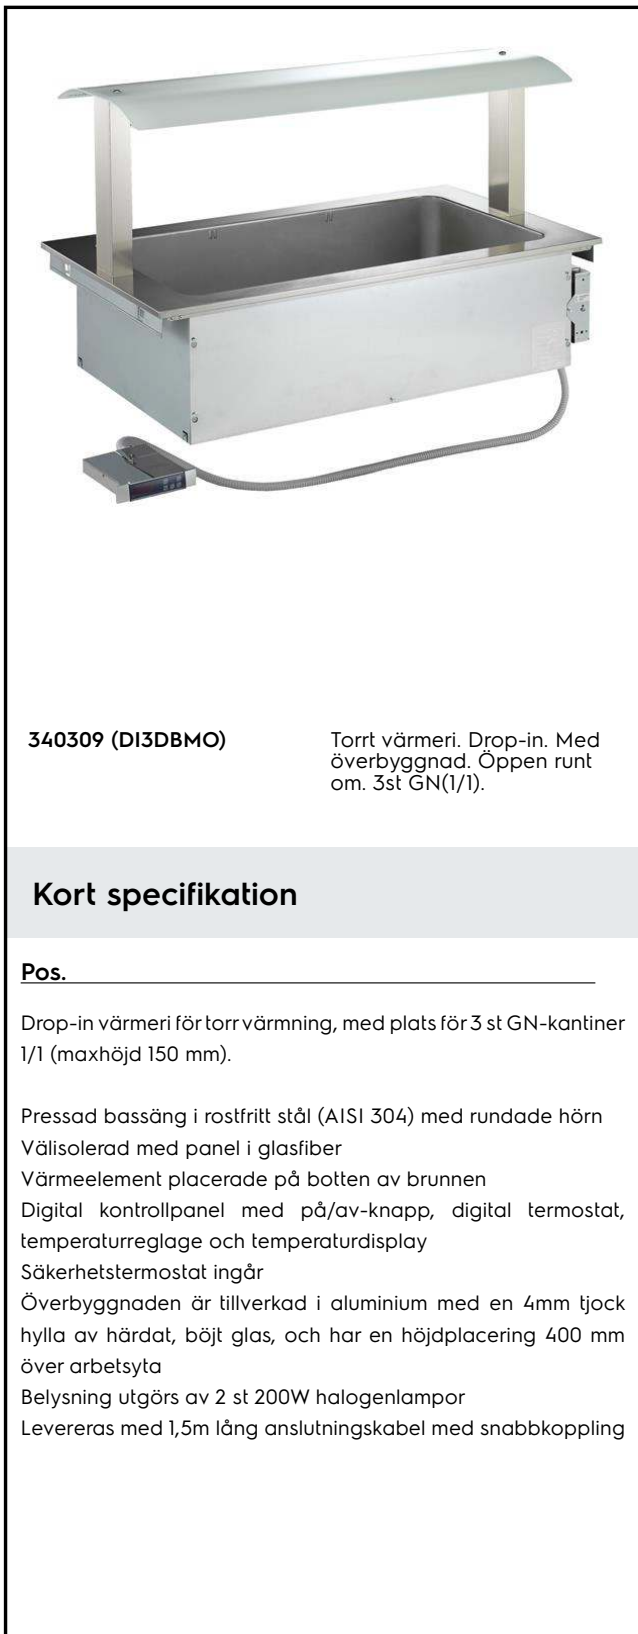 340309 (DI3DBMO)
Torrt värmeri. Drop-in. Med
överbyggnad. Öppen runt
om. 3st GN(1/1).
Kort specifikation
Pos.
Drop-in värmeri för torr värmning, med plats för 3 st GN-kantiner
1/1 (maxhöjd 150 mm).
Pressad bassäng i rostfritt stål (AISI 304) med rundade hörn
Välisolerad med panel i glasfiber
Värmeelement placerade på botten av brunnen
Digital kontrollpanel med på/av-knapp, digital termostat,
temperaturreglage och temperaturdisplay
Säkerhetstermostat ingår
Överbyggnaden är tillverkad i aluminium med en 4mm tjock
hylla av härdat, böjt glas, och har en höjdplacering 400 mm
över arbetsyta
Belysning utgörs av 2 st 200W halogenlampor
Levereras med 1,5m lång anslutningskabel med snabbkoppling